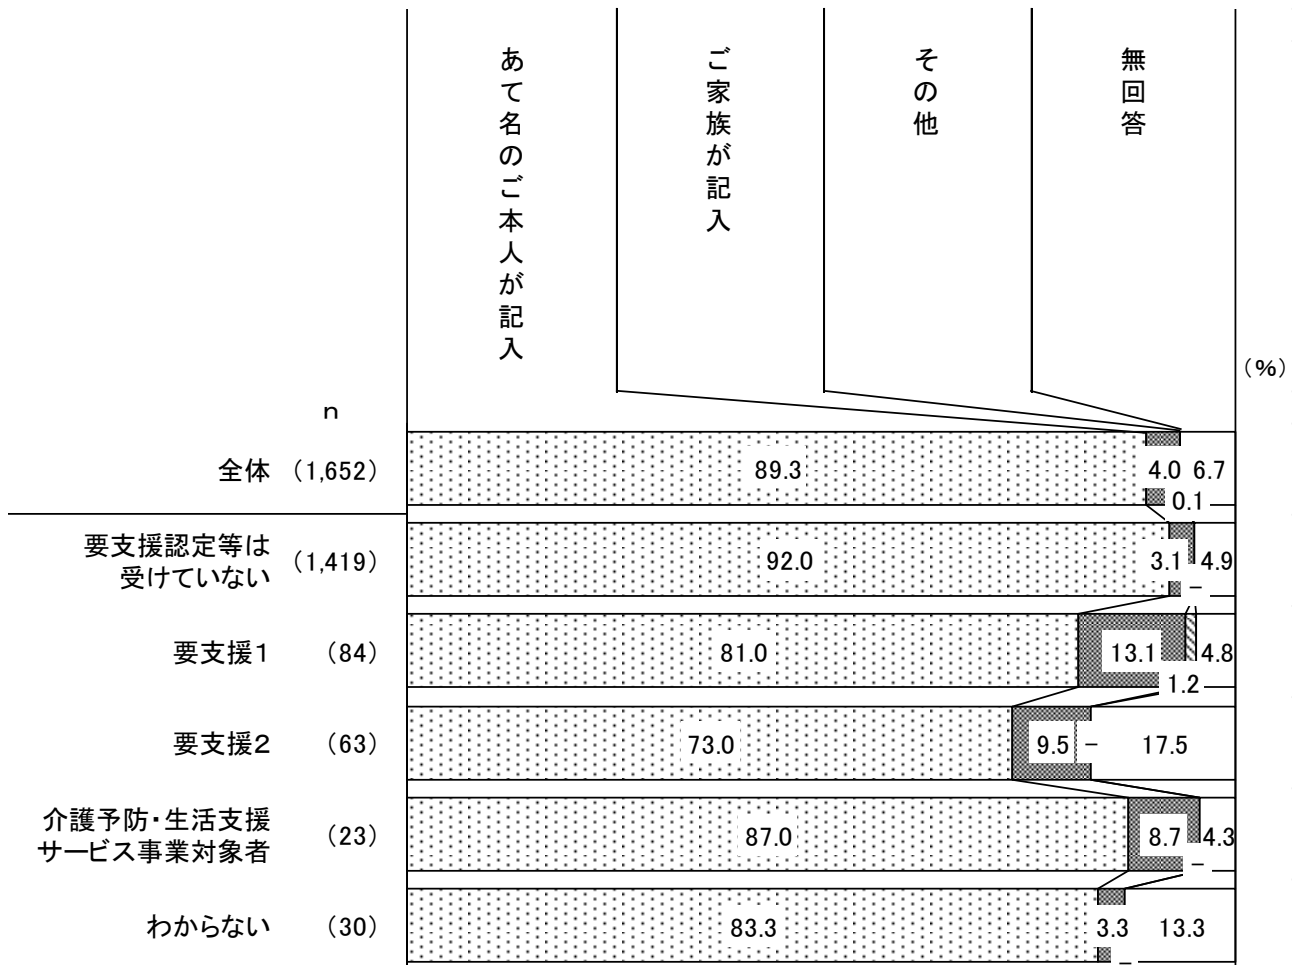 あて名のご本人が記入
ご家族が記入
その他
無回答
（％）
n
全体 （1,652） 89.3 4.0 6.7
0.1
要支援認定等は
受けていない （1,419） 92.0 3.1 4.9
－
要支援１ （84） 81.0 13.1 4.8
1.2
要支援２ （63） 73.0 9.5 － 17.5
介護予防・生活支援
サービス事業対象者 （23） 87.0 8.7 4.3
－
わからない （30） 83.3 3.3 13.3
－